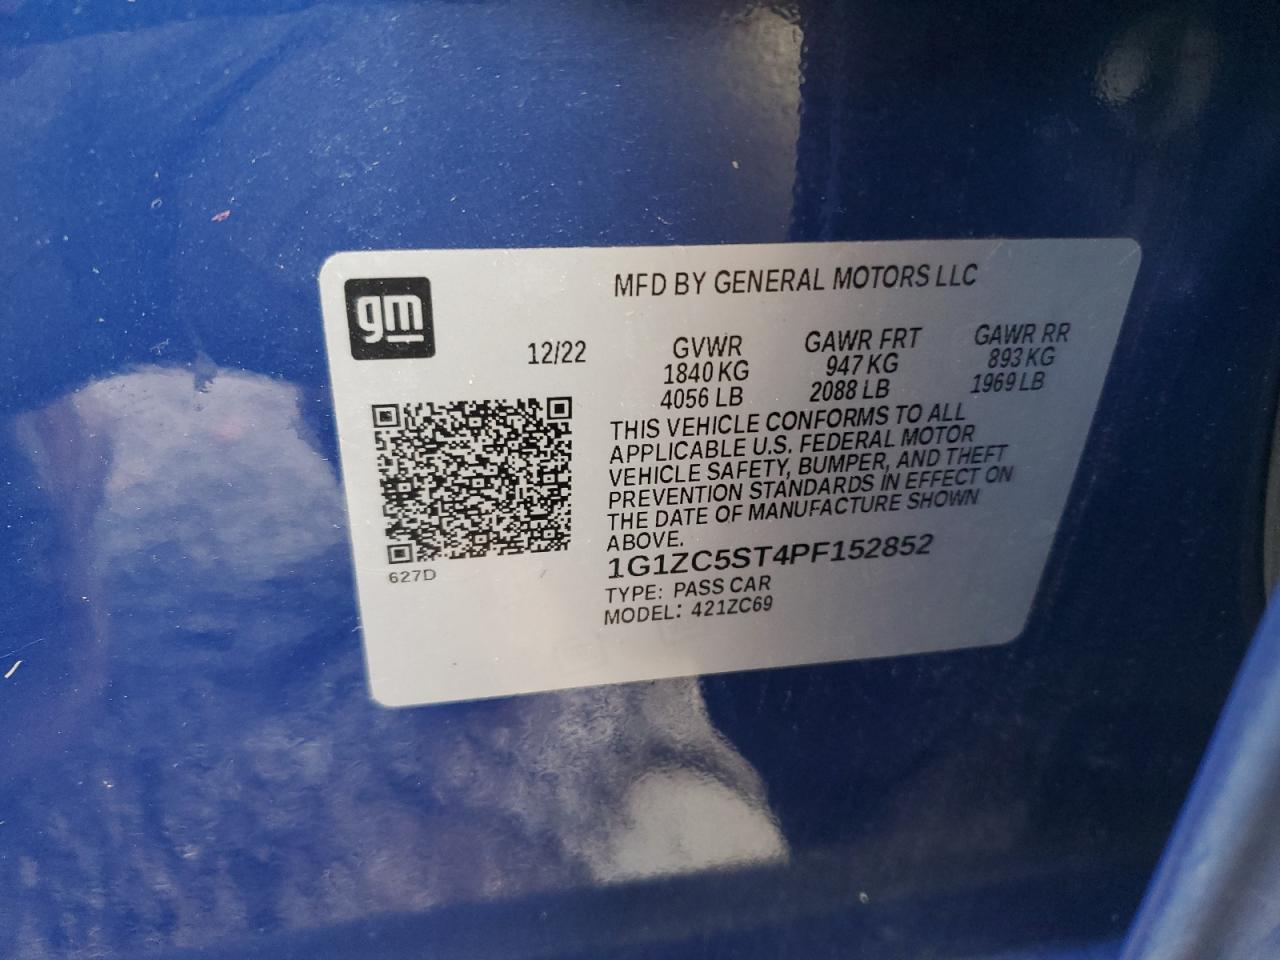 gm
MFD BY GENERAL MOTORS LLC
12/22 GVWR GAWR FRT GAWR RR
1840 KG 947 KG 893 KG
4056 LB 2088 LB 1969 LB
THIS VEHICLE CONFORMS TO ALL
APPLICABLE U.S. FEDERAL MOTOR
VEHICLE SAFETY, BUMPER, AND THEFT
PREVENTION STANDARDS IN EFFECT ON
THE DATE OF MANUFACTURE SHOWN
ABOVE.
1G1ZC5ST4PF152852
TYPE: PASS CAR
MODEL: 421ZC69
627D